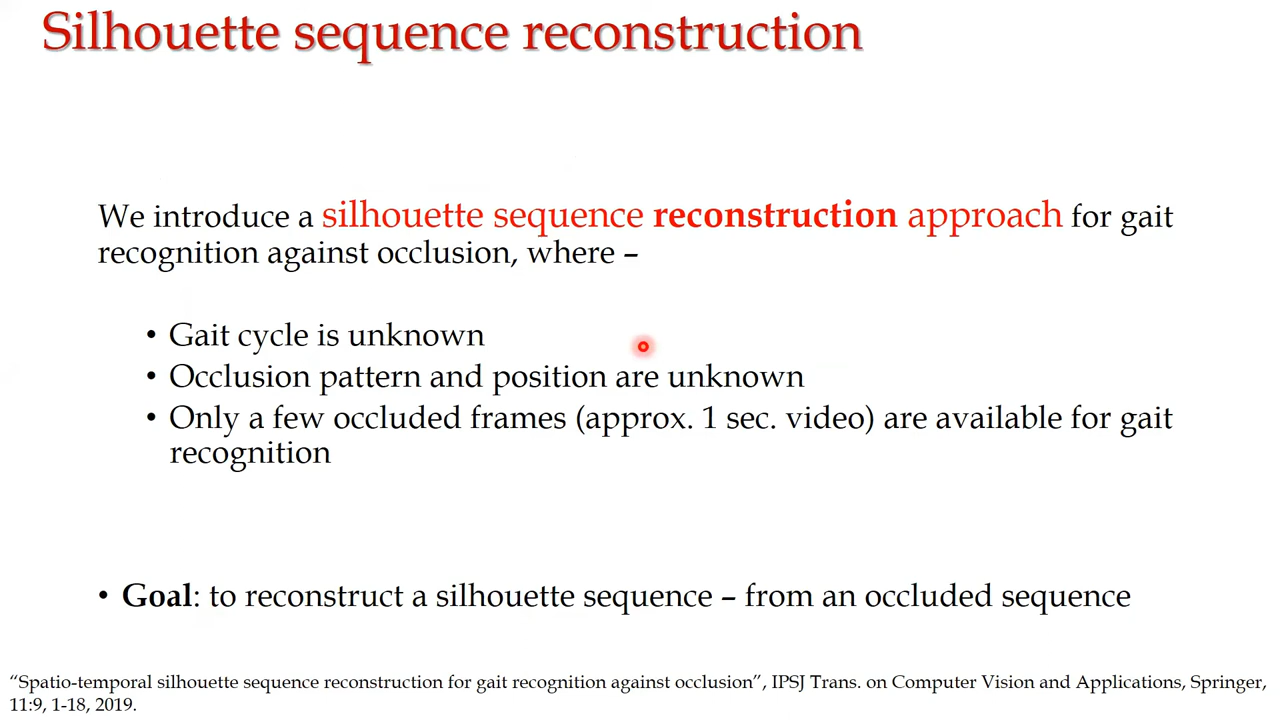 Silhouette sequence reconstruction
We introduce a silhouette sequence reconstruction approach for gait
recognition against occlusion, where –
• Gait cycle is unknown
• Occlusion pattern and position are unknown
• Only a few occluded frames (approx. 1 sec. video) are available for gait
recognition
• Goal: to reconstruct a silhouette sequence – from an occluded sequence
“Spatio-temporal silhouette sequence reconstruction for gait recognition against occlusion”, IPSJ Trans. on Computer Vision and Applications, Springer,
11:9, 1-18, 2019.